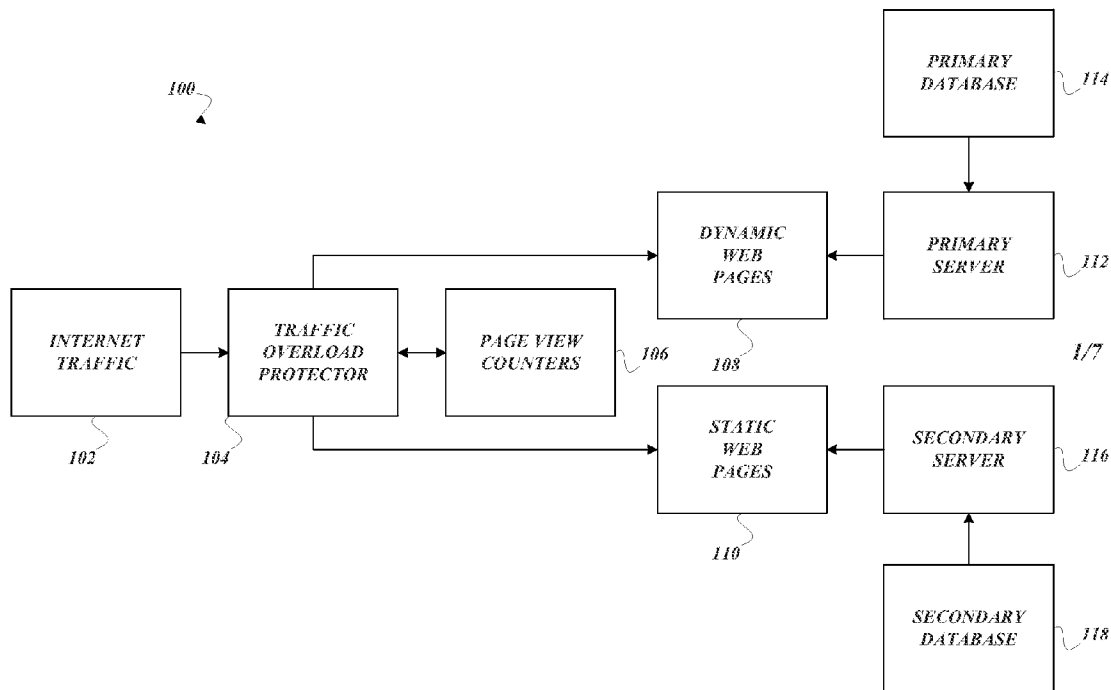 PRIMARY
DATABASE
114
100
DYNAMIC
WEB
PAGES
108
PRIMARY
SERVER
112
INTERNET
TRAFFIC
102
TRAFFIC
OVERLOAD
PROTECTOR
104
PAGE VIEW
COUNTERS
106
1/7
STATIC
WEB
PAGES
110
SECONDARY
SERVER
116
SECONDARY
DATABASE
118